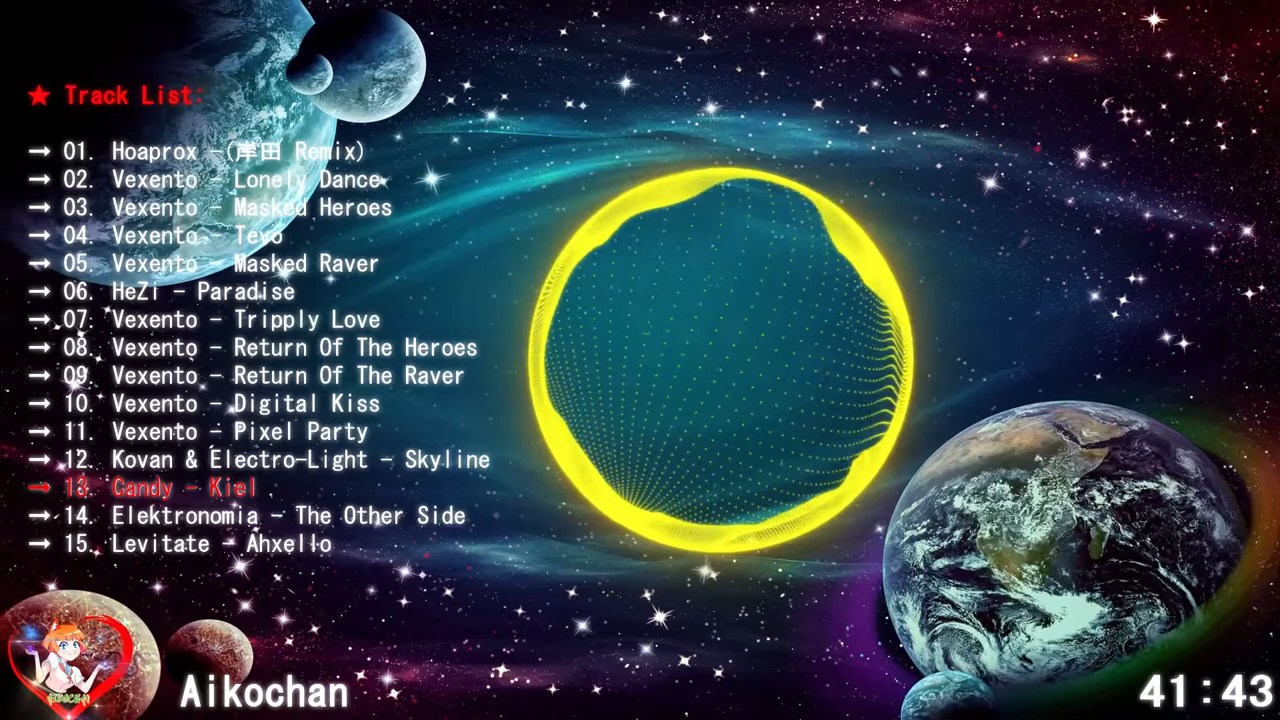 ★ Track List:
→ 01. Hoaprox -(岸田 Remix)
→ 02. Vexento - Lonely Dance
→ 03. Vexento - Masked Heroes
→ 04. Vexento - Tevo
→ 05. Vexento - Masked Raver
→ 06. HeZi - Paradise
→ 07. Vexento - Tripply Love
→ 08. Vexento - Return Of The Heroes
→ 09. Vexento - Return Of The Raver
→ 10. Vexento - Digital Kiss
→ 11. Vexento - Pixel Party
→ 12. Kovan & Electro-Light - Skyline
→ 13. Candy - Kiel
→ 14. Elektronomia - The Other Side
→ 15. Levitate - Ahxello
Aikochan
41:43